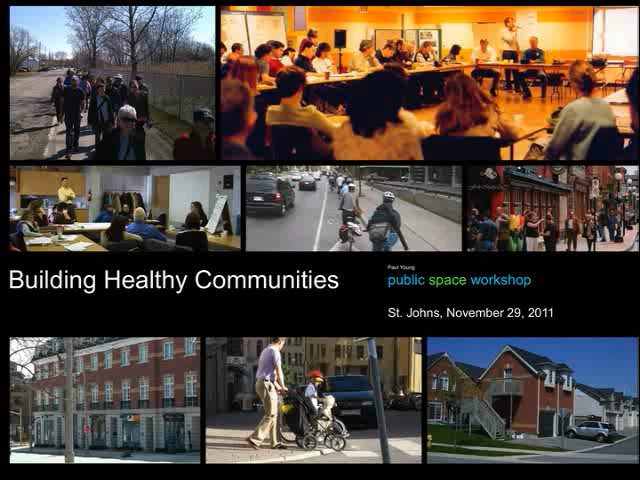 Building Healthy Communities
Paul Young
public space workshop
St. Johns, November 29, 2011